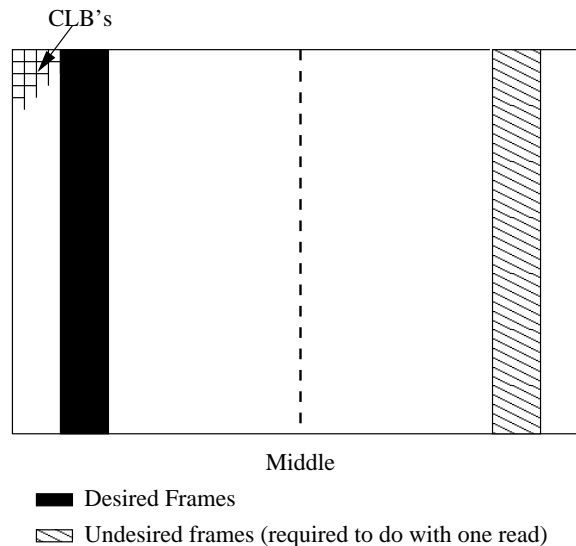 CLB's
Middle
Desired Frames
Undesired frames (required to do with one read)